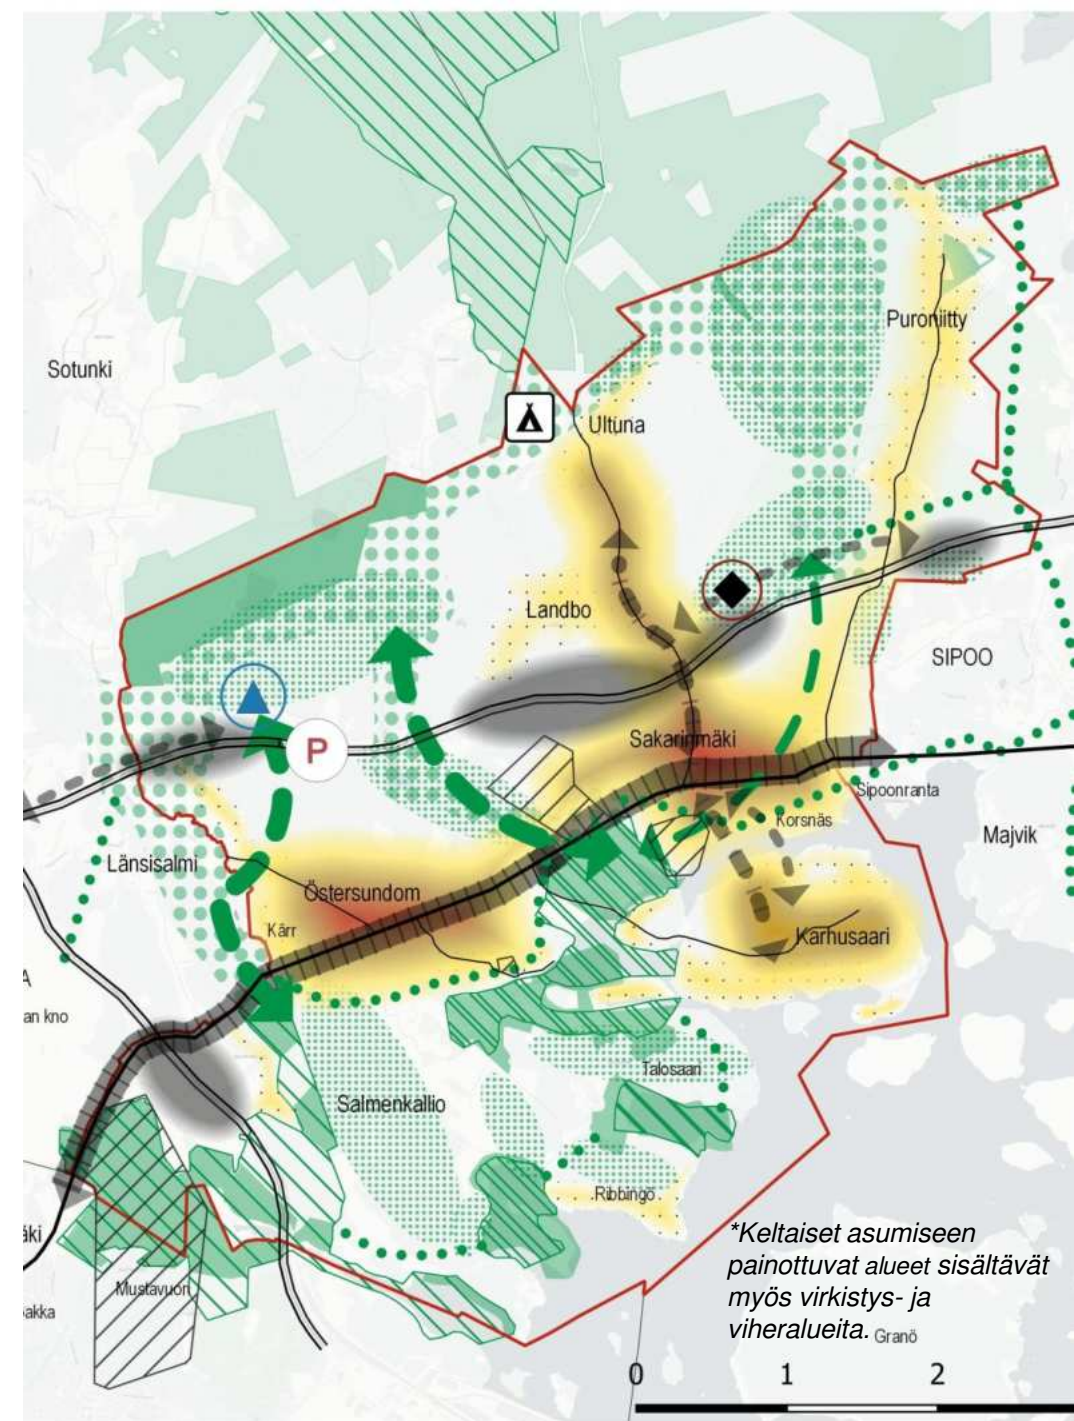 Puroniitty
Sotunki
Ultuna
Landbo
SIPOO
Sakarinmäki
P
Sipoonranta
Korsnäs
Majvik
Länsisalmi
Östersundom
Kärr
Karhusaari
A
an kno
Talosaari
Salmenkallio
Ribbingö
äki
*Keltaiset asumiseen
painottuvat alueet sisältävät
myös virkistys- ja
viheralueita.
Mustavuori
akka
Granö
0 1 2